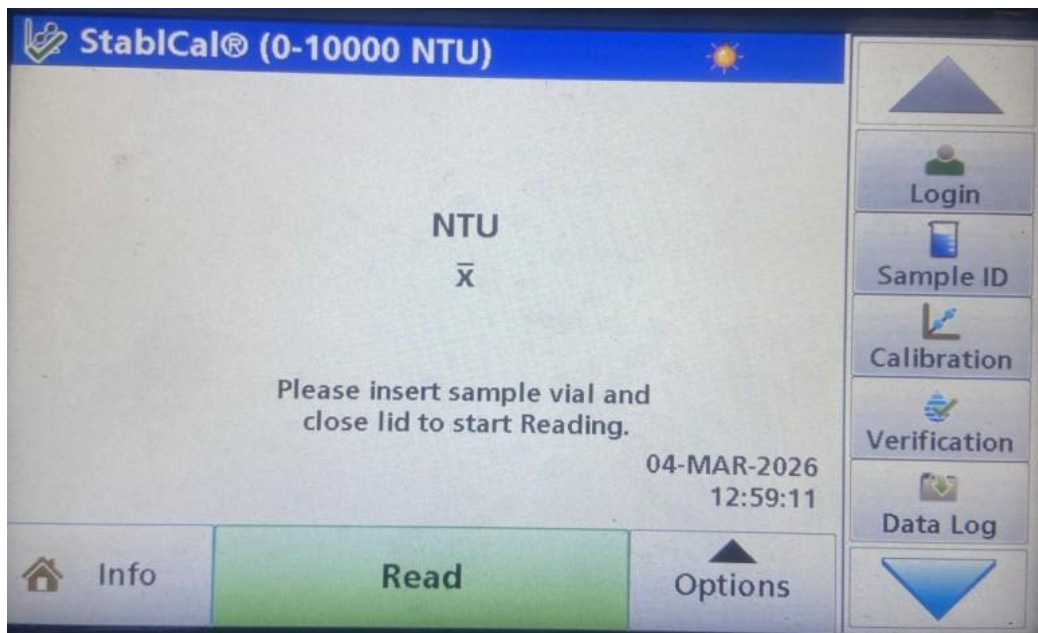 StablCal® (0-10000 NTU)
NTU
x̅
Please insert sample vial and
close lid to start Reading.
04-MAR-2026
12:59:11
Info
Read
Options
Login
Sample ID
Calibration
Verification
Data Log